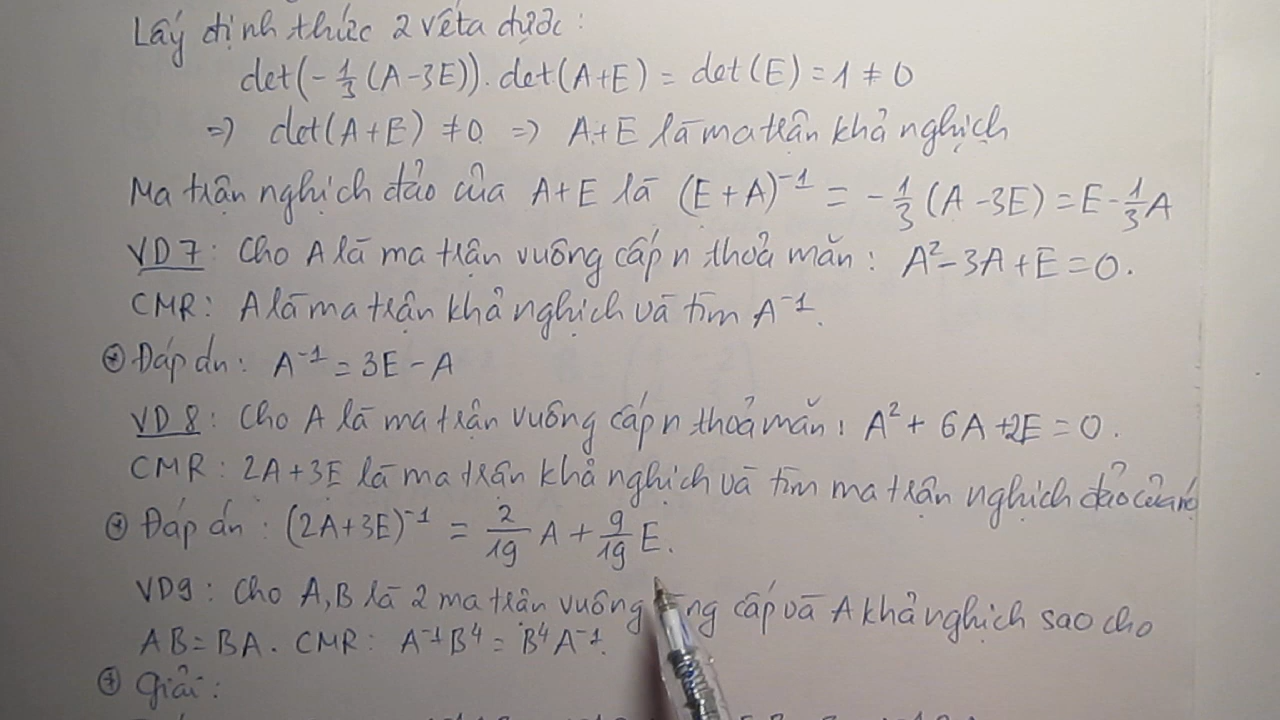 Lấy định thức 2 vế ta được:
det(-1/3(A-3E)).det(A+E) = det(E) = 1 ≠ 0
=> det(A+E) ≠ 0 => A+E là ma trận khả nghịch
Ma trận nghịch đảo của A+E là (E+A)⁻¹ = -1/3(A-3E) = E-1/3A
VD7: Cho A là ma trận vuông cấp n thoả mãn: A²-3A+E=0.
CMR: A là ma trận khả nghịch và tìm A⁻¹.
⊛ Đáp án: A⁻¹ = 3E - A
VD8: Cho A là ma trận vuông cấp n thoả mãn: A² + 6A + 2E = 0.
CMR: 2A+3E là ma trận khả nghịch và tìm ma trận nghịch đảo của nó
⊛ Đáp án: (2A+3E)⁻¹ = 2/19 A + 9/19 E.
VD9: Cho A,B là 2 ma trận vuông cấp và A khả nghịch sao cho
AB=BA. CMR: A⁻¹B⁴ = B⁴A⁻¹.
⊛ Giải: